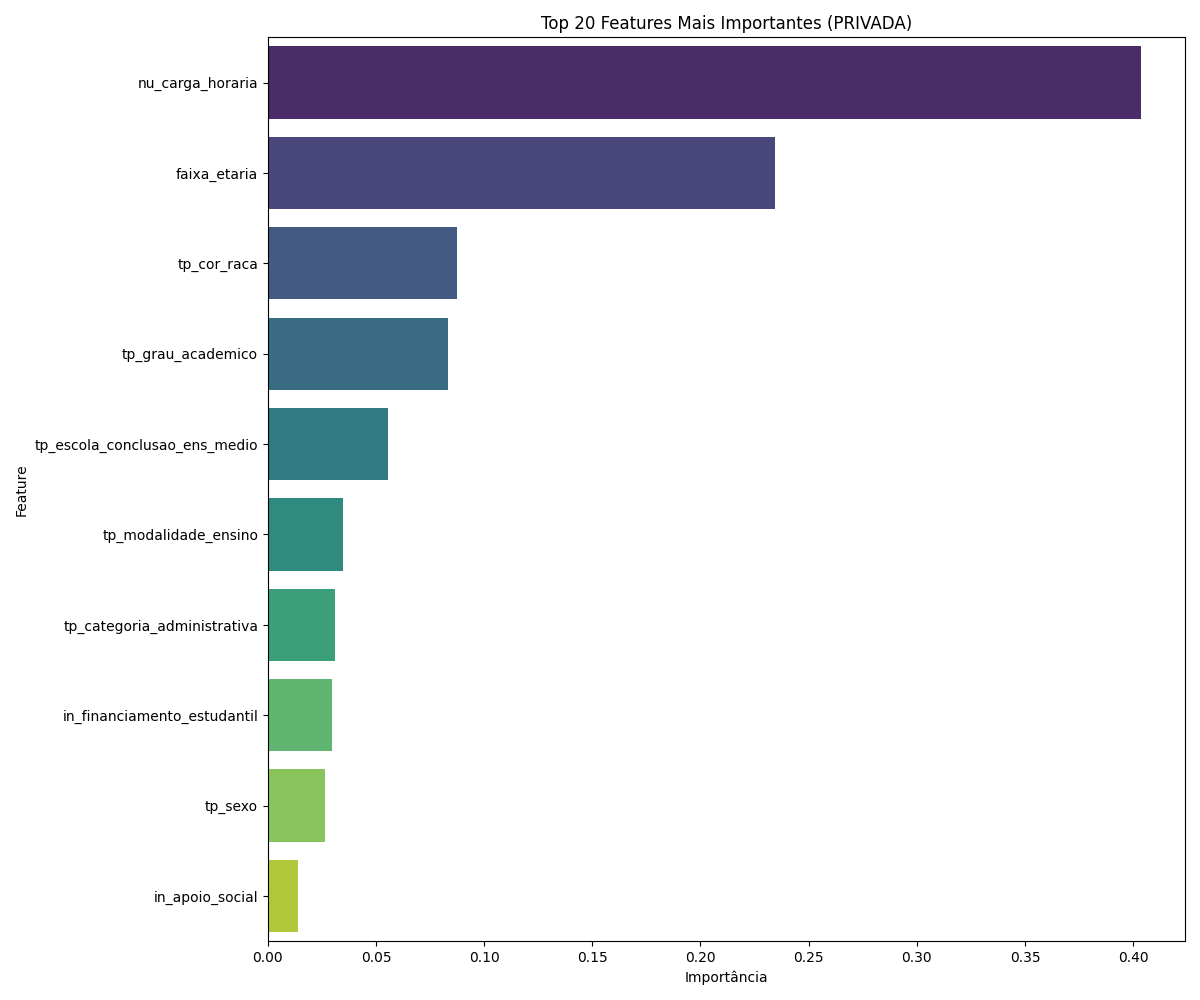 Top 20 Features Mais Importantes (PRIVADA)
nu_carga_horaria
faixa_etaria
tp_cor_raca
tp_grau_academico
tp_escola_conclusao_ens_medio
tp_modalidade_ensino
tp_categoria_administrativa
in_financiamento_estudantil
tp_sexo
in_apoio_social
Feature
0.00 0.05 0.10 0.15 0.20 0.25 0.30 0.35 0.40
Importância